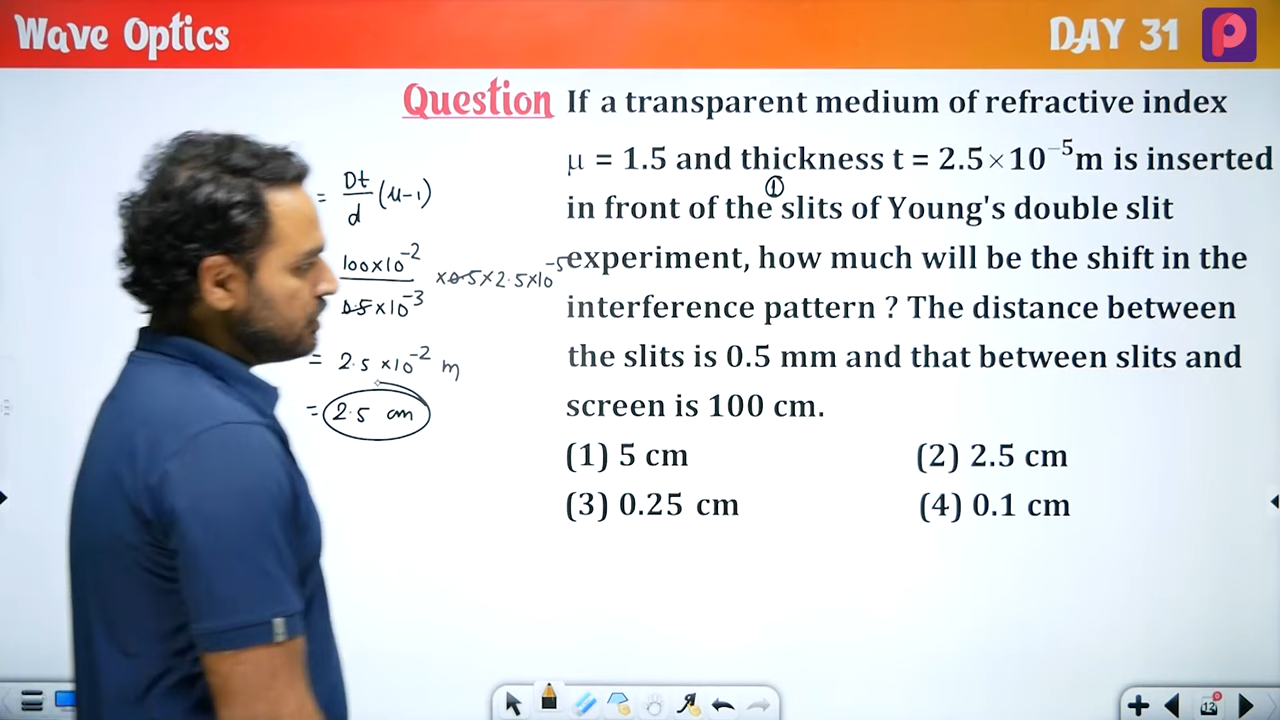 Wave Optics
DAY 31
Question If a transparent medium of refractive index
μ = 1.5 and thickness t = 2.5×10⁻⁵m is inserted
①
in front of the slits of Young's double slit
experiment, how much will be the shift in the
interference pattern ? The distance between
the slits is 0.5 mm and that between slits and
screen is 100 cm.
(1) 5 cm
(2) 2.5 cm
(3) 0.25 cm
(4) 0.1 cm
= Dt/d (μ-1)
100×10⁻²/0.5×10⁻³ ×0.5×2.5×10⁻⁵
= 2.5 ×10⁻² m
= 2.5 cm
12